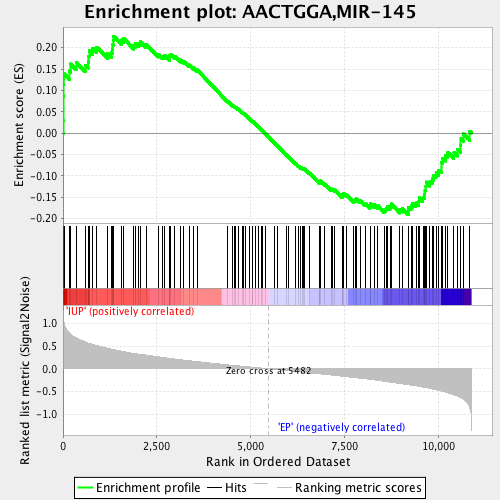 Enrichment plot: AACTGGA,MIR-145
Enrichment score (ES)
0.20
0.15
0.10
0.05
0.00
-0.05
-0.10
-0.15
-0.20
Ranked list metric (Signal2Noise)
1.0
0.5
0.0
-0.5
-1.0
'IUP' (positively correlated)
Zero cross at 5482
'EP' (negatively correlated)
0
2,500
5,000
7,500
10,000
Rank in Ordered Dataset
Enrichment profile
Hits
Ranking metric scores